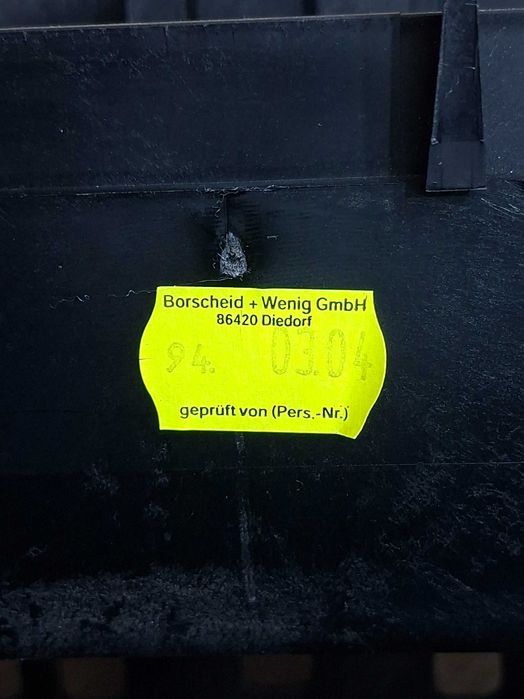 Borscheid + Wenig GmbH
86420 Diedorf
94. 03.04
geprüft von (Pers.-Nr.)